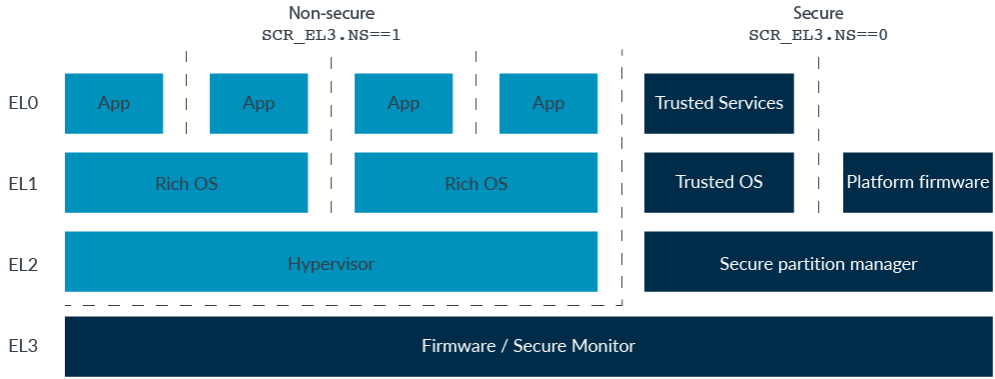 Non-secure
SCR_EL3.NS==1
Secure
SCR_EL3.NS==0
EL0
App
App
App
App
Trusted Services
EL1
Rich OS
Rich OS
Trusted OS
Platform firmware
EL2
Hypervisor
Secure partition manager
EL3
Firmware / Secure Monitor